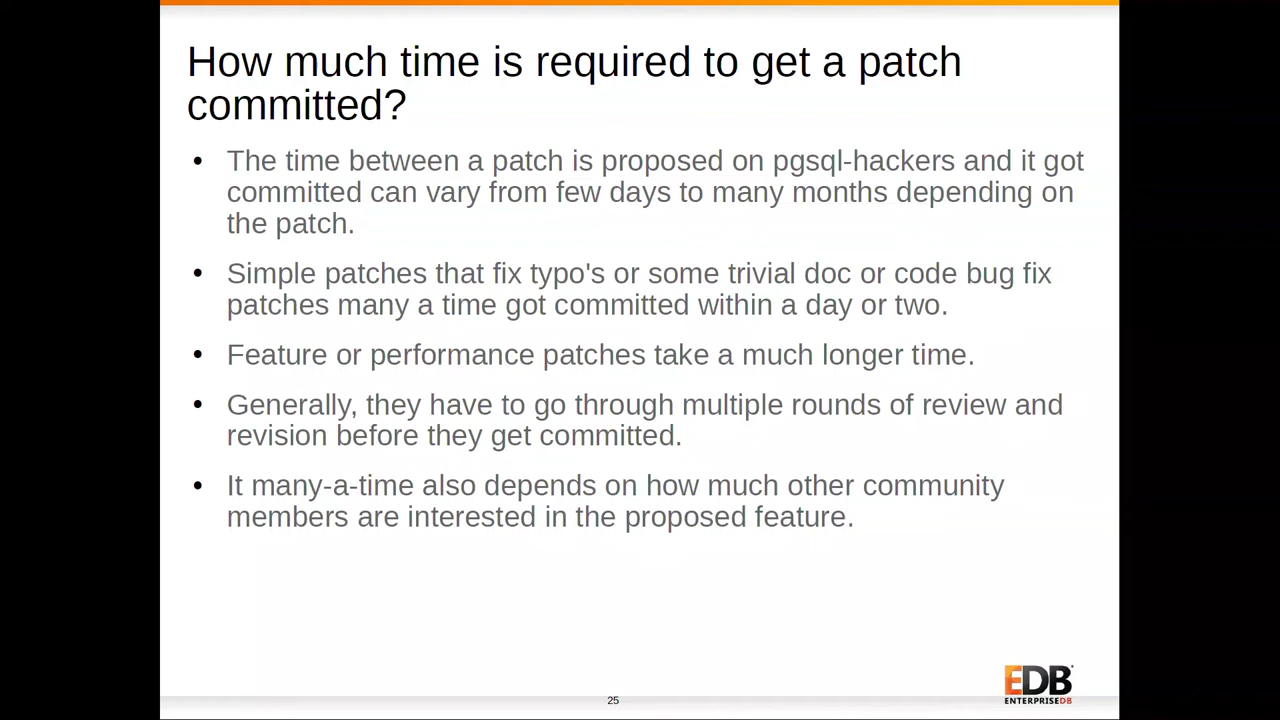 How much time is required to get a patch
committed?
• The time between a patch is proposed on pgsql-hackers and it got
committed can vary from few days to many months depending on
the patch.
• Simple patches that fix typo's or some trivial doc or code bug fix
patches many a time got committed within a day or two.
• Feature or performance patches take a much longer time.
• Generally, they have to go through multiple rounds of review and
revision before they get committed.
• It many-a-time also depends on how much other community
members are interested in the proposed feature.
EDB
ENTERPRISEDB
25